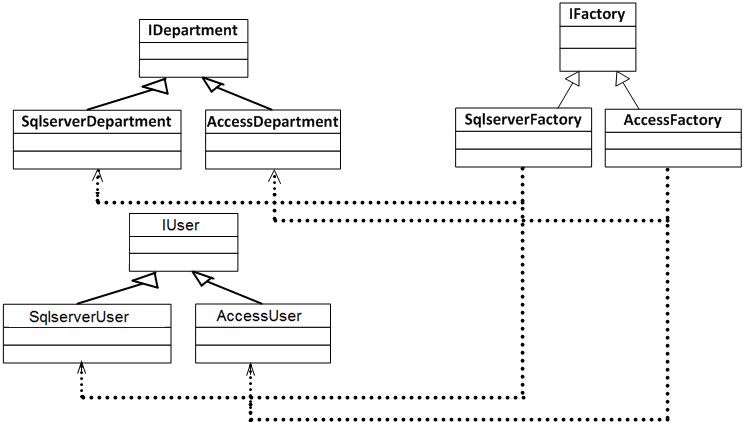 IDepartment
IFactory
SqlserverDepartment
AccessDepartment
SqlserverFactory
AccessFactory
IUser
SqlserverUser
AccessUser